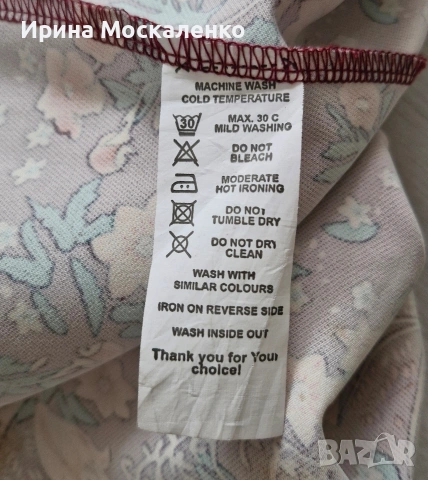 Ирина Москаленко
MACHINE WASH
COLD TEMPERATURE
30
MAX. 30 C
MILD WASHING
DO NOT
BLEACH
MODERATE
HOT IRONING
DO NOT
TUMBLE DRY
DO NOT DRY
CLEAN
WASH WITH
SIMILAR COLOURS
IRON ON REVERSE SIDE
WASH INSIDE OUT
Thank you for Your
choice!
BAZAR